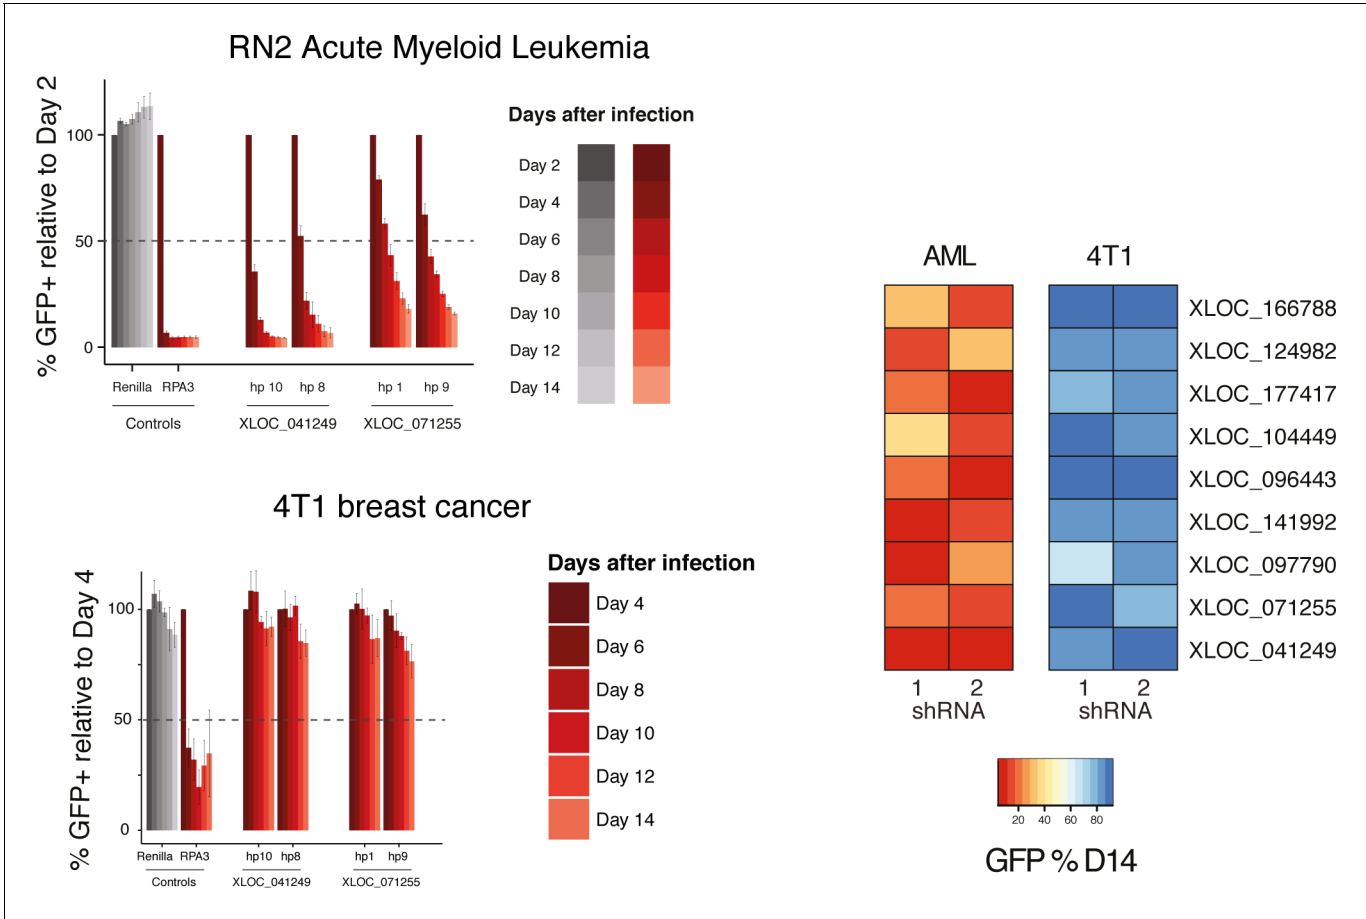 RN2 Acute Myeloid Leukemia
% GFP+ relative to Day 2
100
50
0
Renilla RPA3 hp 10 hp 8 hp 1 hp 9
Controls XLOC_041249 XLOC_071255
Days after infection
Day 2
Day 4
Day 6
Day 8
Day 10
Day 12
Day 14
4T1 breast cancer
% GFP+ relative to Day 4
100
50
0
Renilla RPA3 hp10 hp8 hp1 hp9
Controls XLOC_041249 XLOC_071255
Days after infection
Day 4
Day 6
Day 8
Day 10
Day 12
Day 14
AML 4T1
XLOC_166788
XLOC_124982
XLOC_177417
XLOC_104449
XLOC_096443
XLOC_141992
XLOC_097790
XLOC_071255
XLOC_041249
1 2 1 2
shRNA shRNA
20 40 60 80
GFP % D14